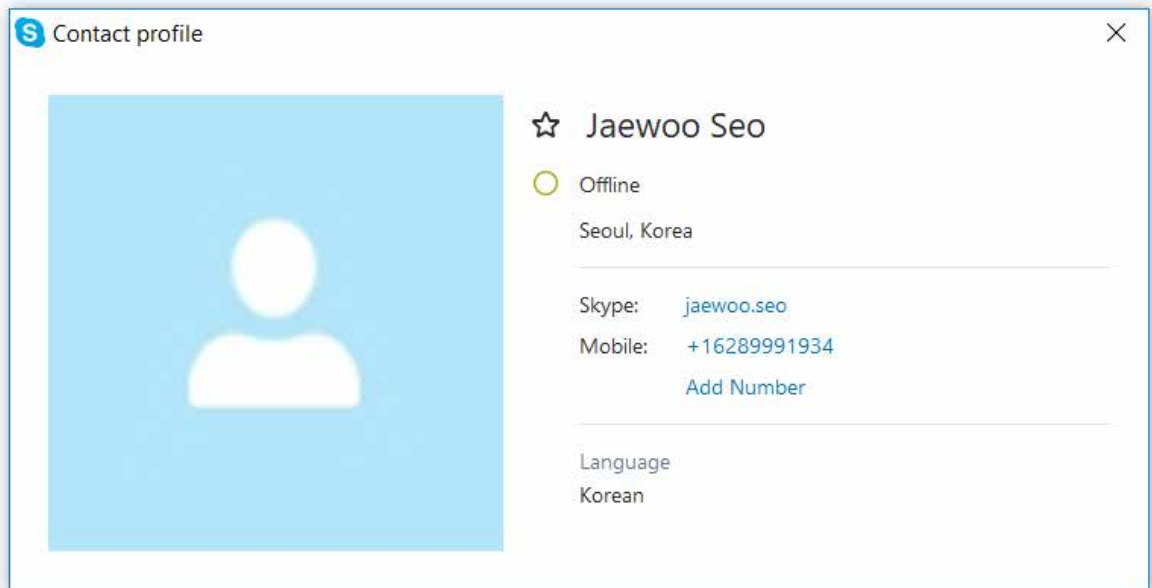 Contact profile
Jaewoo Seo
Offline
Seoul, Korea
Skype: jaewoo.seo
Mobile: +16289991934
Add Number
Language
Korean